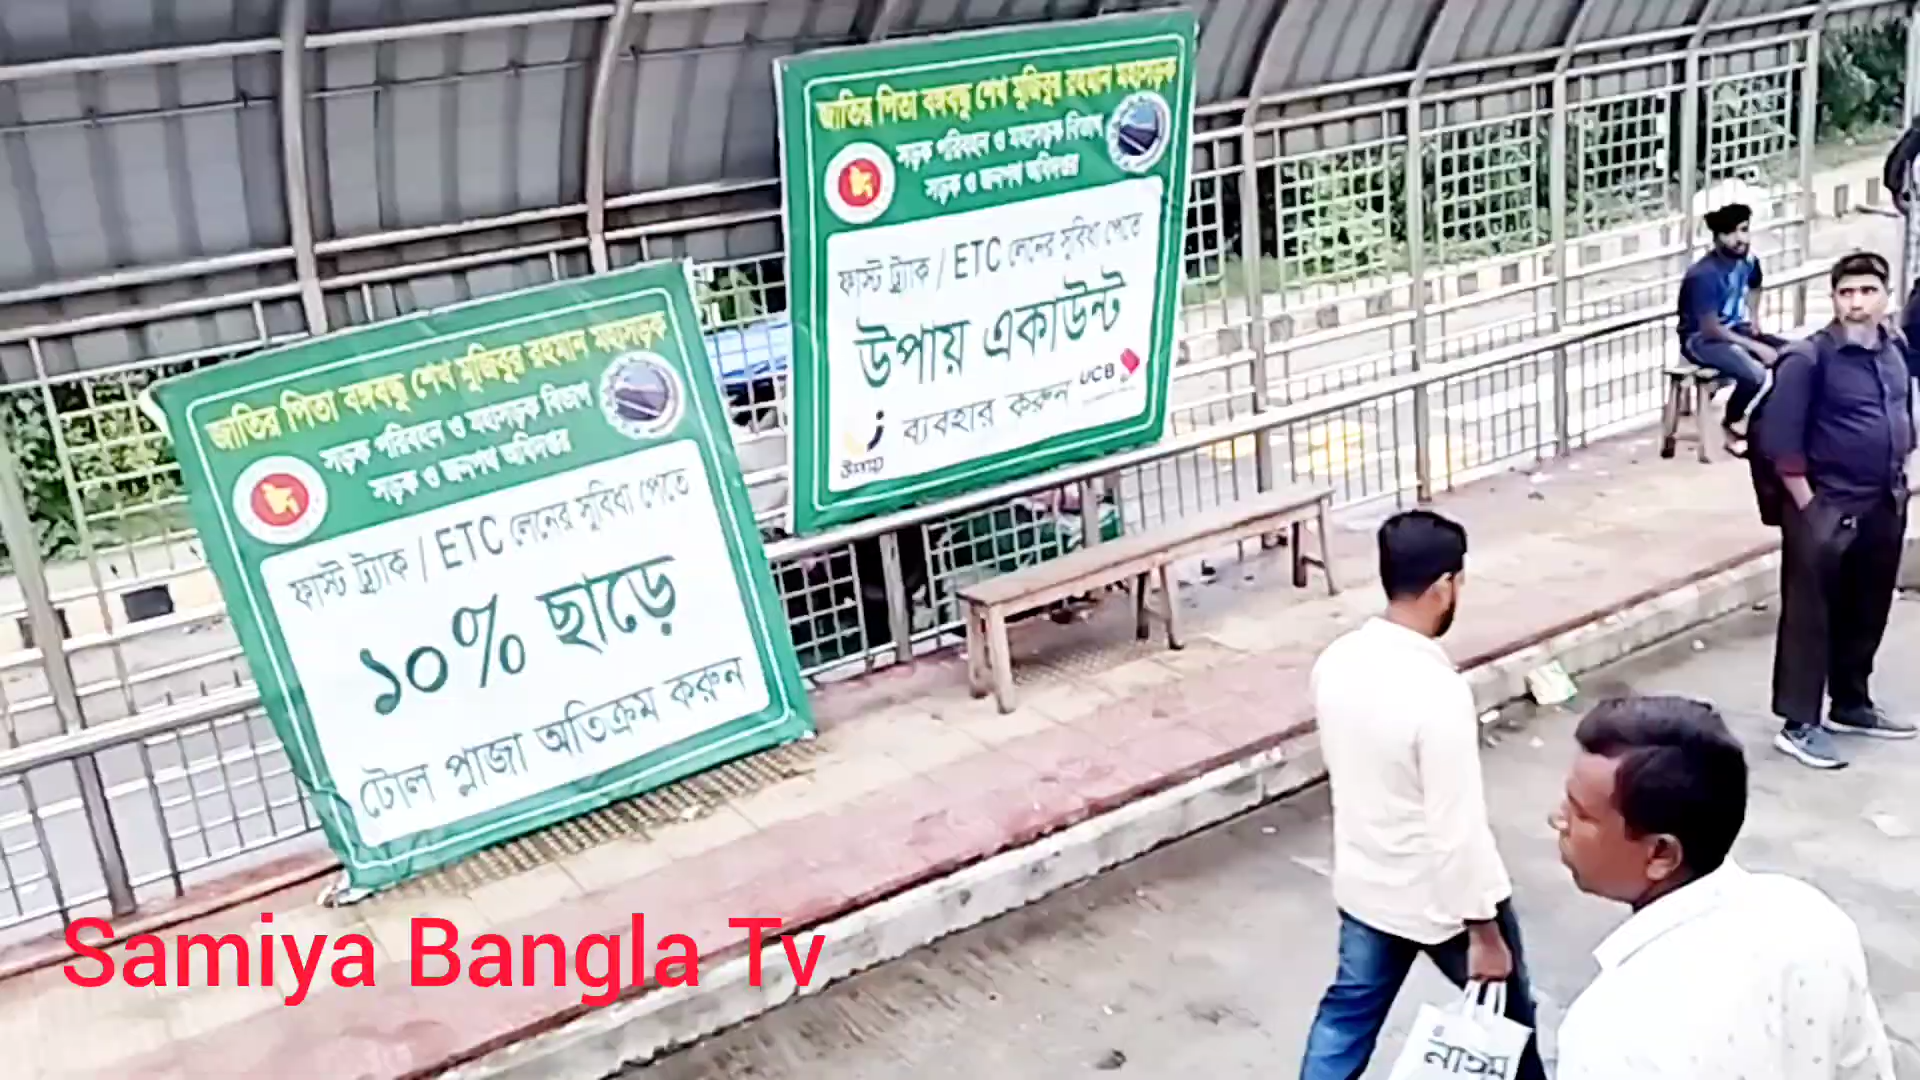 জাতির পিতা বঙ্গবন্ধু শেখ মুজিবুর রহমান মহাসড়ক
সড়ক পরিবহন ও মহাসড়ক বিভাগ
সড়ক ও জনপথ অধিদপ্তর
ফাস্ট ট্র্যাক / ETC লেনের সুবিধা পেতে
১০% ছাড়ে
টোল প্লাজা অতিক্রম করুন
জাতির পিতা বঙ্গবন্ধু শেখ মুজিবুর রহমান মহাসড়ক
সড়ক পরিবহন ও মহাসড়ক বিভাগ
সড়ক ও জনপথ অধিদপ্তর
ফাস্ট ট্র্যাক / ETC লেনের সুবিধা পেতে
উপায় একাউন্ট
ব্যবহার করুন
UCB
উপায়
Samiya Bangla Tv